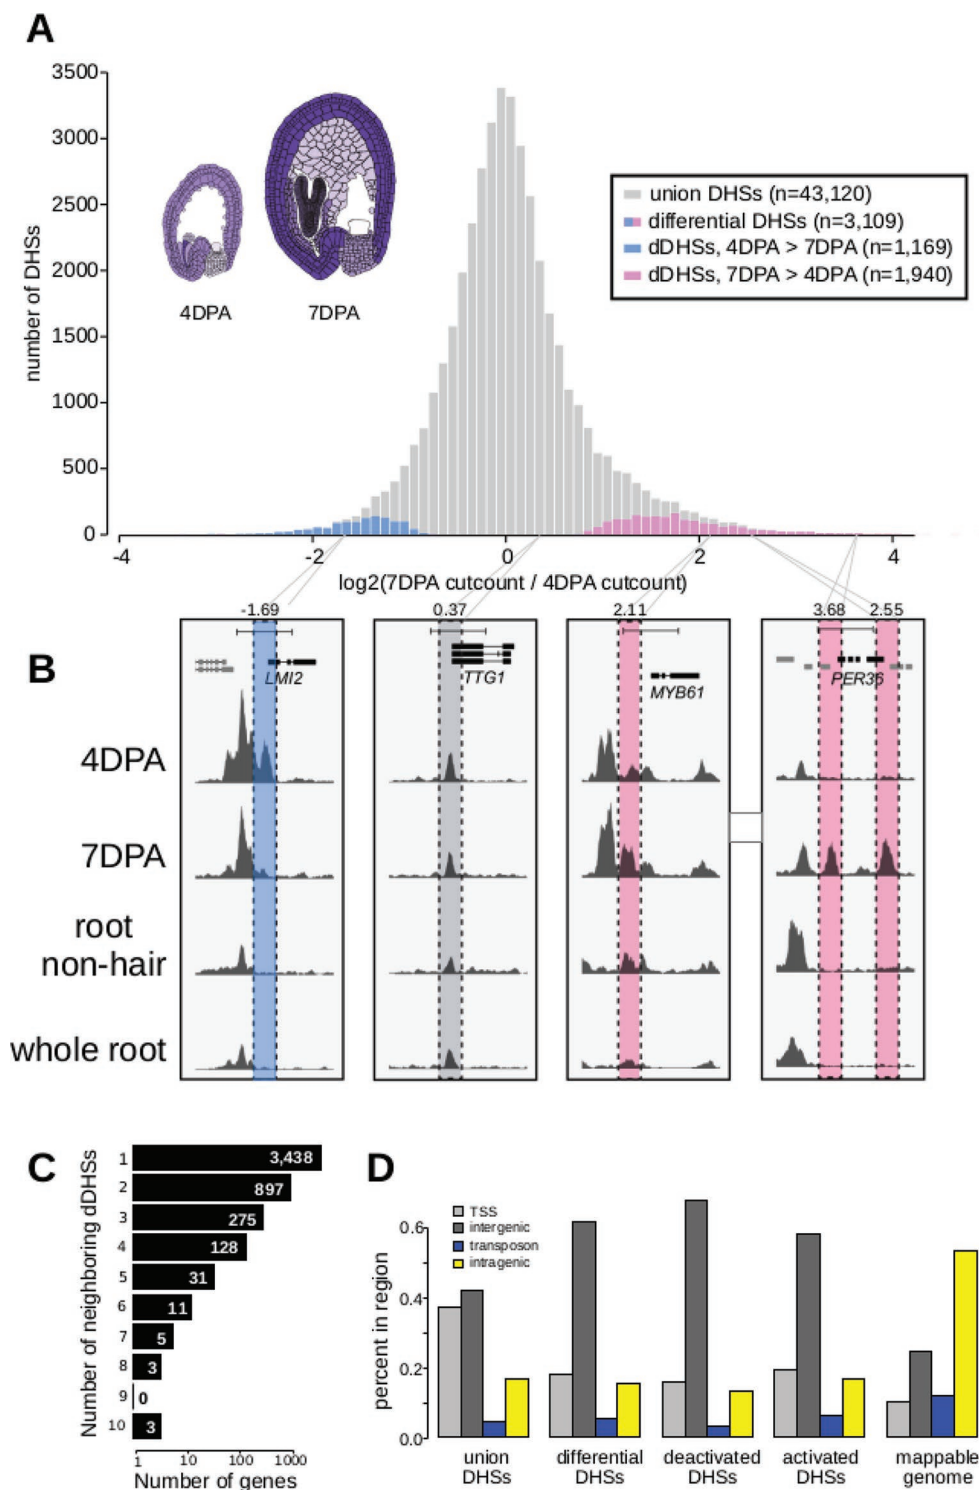 A
3500
3000
2500
2000
1500
1000
500
0
number of DHSs
4DPA
7DPA
union DHSs (n=43,120)
differential DHSs (n=3,109)
dDHSs, 4DPA > 7DPA (n=1,169)
dDHSs, 7DPA > 4DPA (n=1,940)
-4
-2
0
2
4
log2(7DPA cutcount / 4DPA cutcount)
-1.69
0.37
2.11
3.68
2.55
B
LMI2
TTG1
MYB61
PER36
4DPA
7DPA
root
non-hair
whole root
C
Number of neighboring dDHSs
1
3,438
2
897
3
275
4
128
5
31
6
11
7
5
8
3
9
0
10
3
1
10
100
1000
Number of genes
D
TSS
intergenic
transposon
intragenic
percent in region
0.6
0.4
0.2
0.0
union
DHSs
differential
DHSs
deactivated
DHSs
activated
DHSs
mappable
genome